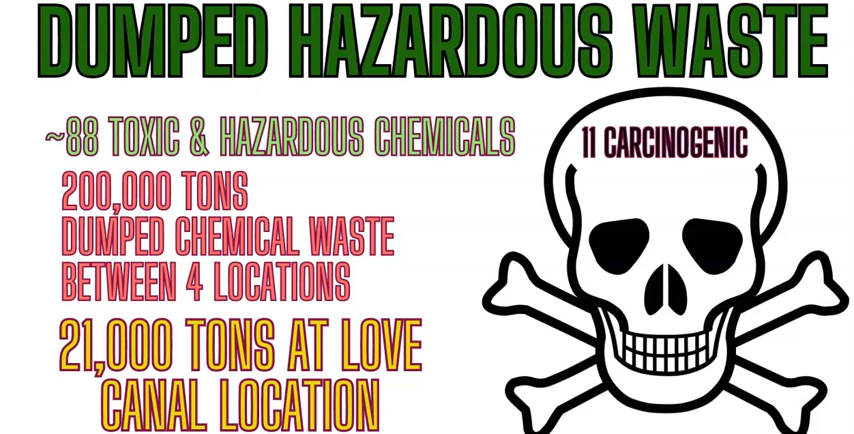 DUMPED HAZARDOUS WASTE
~88 TOXIC & HAZARDOUS CHEMICALS
11 CARCINOGENIC
200,000 TONS
DUMPED CHEMICAL WASTE
BETWEEN 4 LOCATIONS
21,000 TONS AT LOVE
CANAL LOCATION